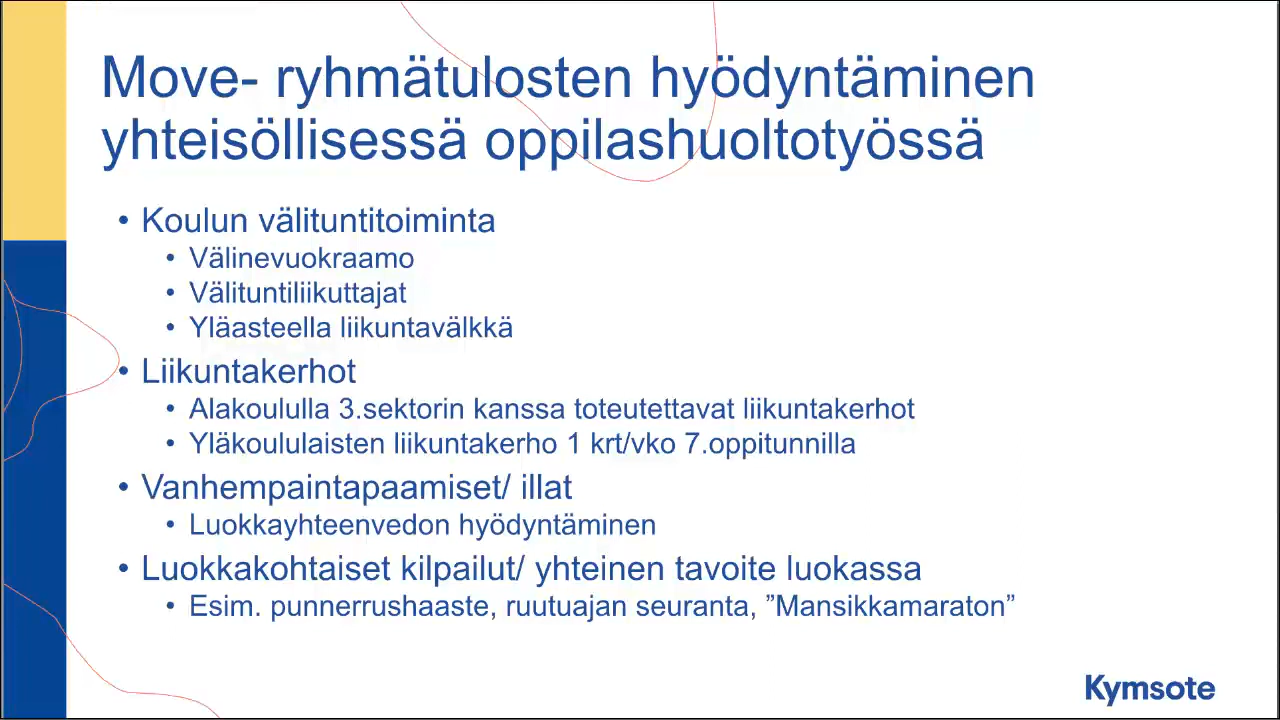 Move- ryhmätulosten hyödyntäminen
yhteisöllisessä oppilashuoltotyössä
• Koulun välituntitoiminta
• Välinevuokraamo
• Välituntiliikuttajat
• Yläasteella liikuntavälkkä
• Liikuntakerhot
• Alakoululla 3.sektorin kanssa toteutettavat liikuntakerhot
• Yläkoululaisten liikuntakerho 1 krt/vko 7.oppitunnilla
• Vanhempaintapaamiset/ illat
• Luokkayhteenvedon hyödyntäminen
• Luokkakohtaiset kilpailut/ yhteinen tavoite luokassa
• Esim. punnerrushaaste, ruutuajan seuranta, ”Mansikkamaraton”
Kymsote